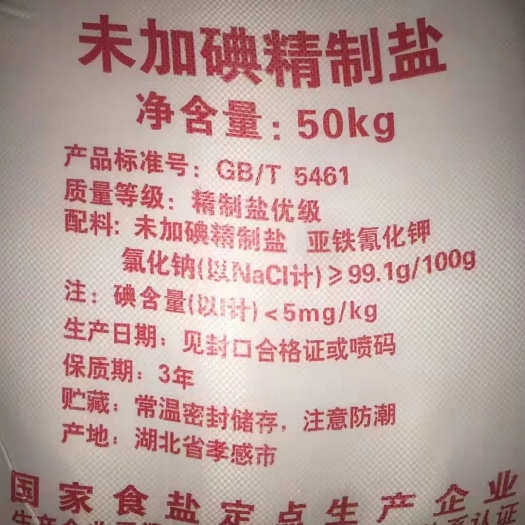 未加碘精制盐
净含量：50kg
产品标准号：GB/T 5461
质量等级：精制盐优级
配料：未加碘精制盐 亚铁氰化钾
氯化钠(以NaCl计)≥99.1g/100g
注：碘含量(以I计)<5mg/kg
生产日期：见封口合格证或喷码
保质期：3年
贮藏：常温密封储存，注意防潮
产地：湖北省孝感市
国家食盐定点生产企业